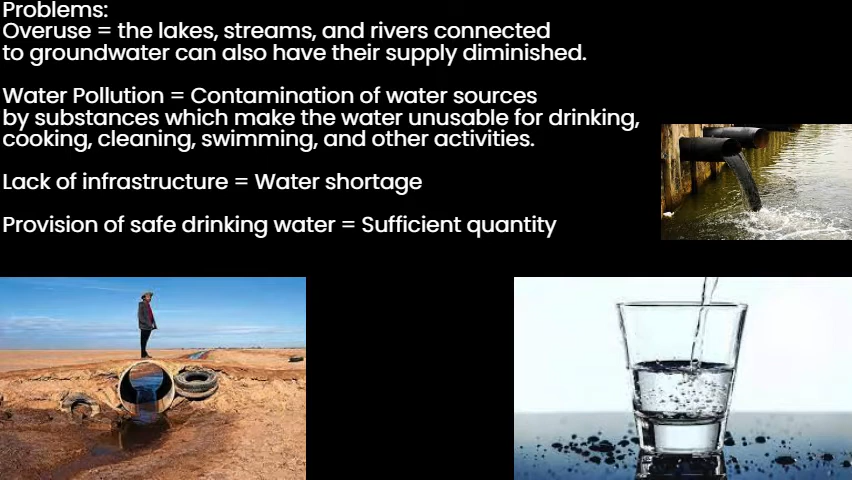 Problems:
Overuse = the lakes, streams, and rivers connected
to groundwater can also have their supply diminished.
Water Pollution = Contamination of water sources
by substances which make the water unusable for drinking,
cooking, cleaning, swimming, and other activities.
Lack of infrastructure = Water shortage
Provision of safe drinking water = Sufficient quantity